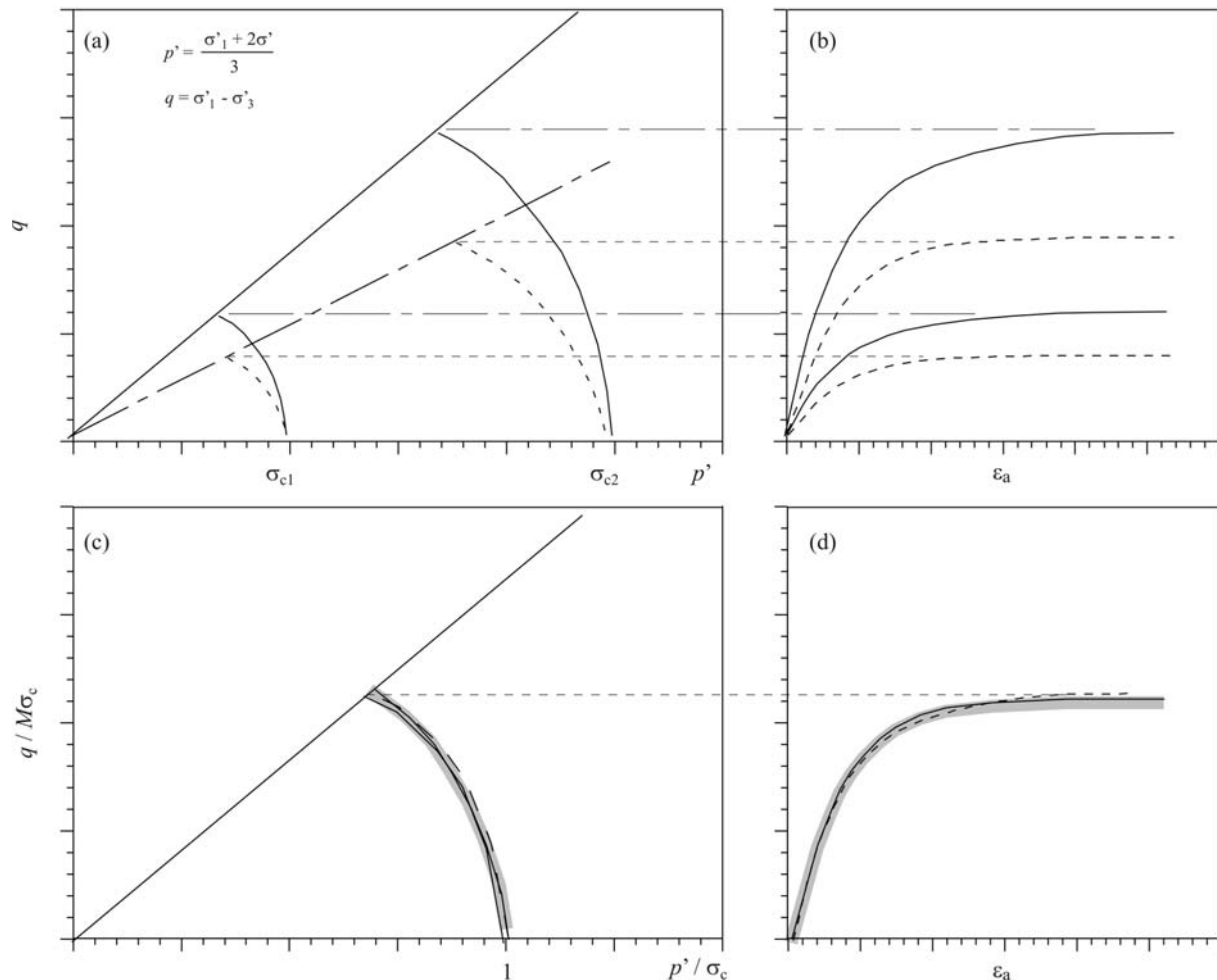 (a)
p’ = σ’1 + 2σ’
3
q = σ’1 - σ’3
(b)
q
σc1
σc2
p’
εa
(c)
(d)
q / Mσc
1
p’ / σc
εa